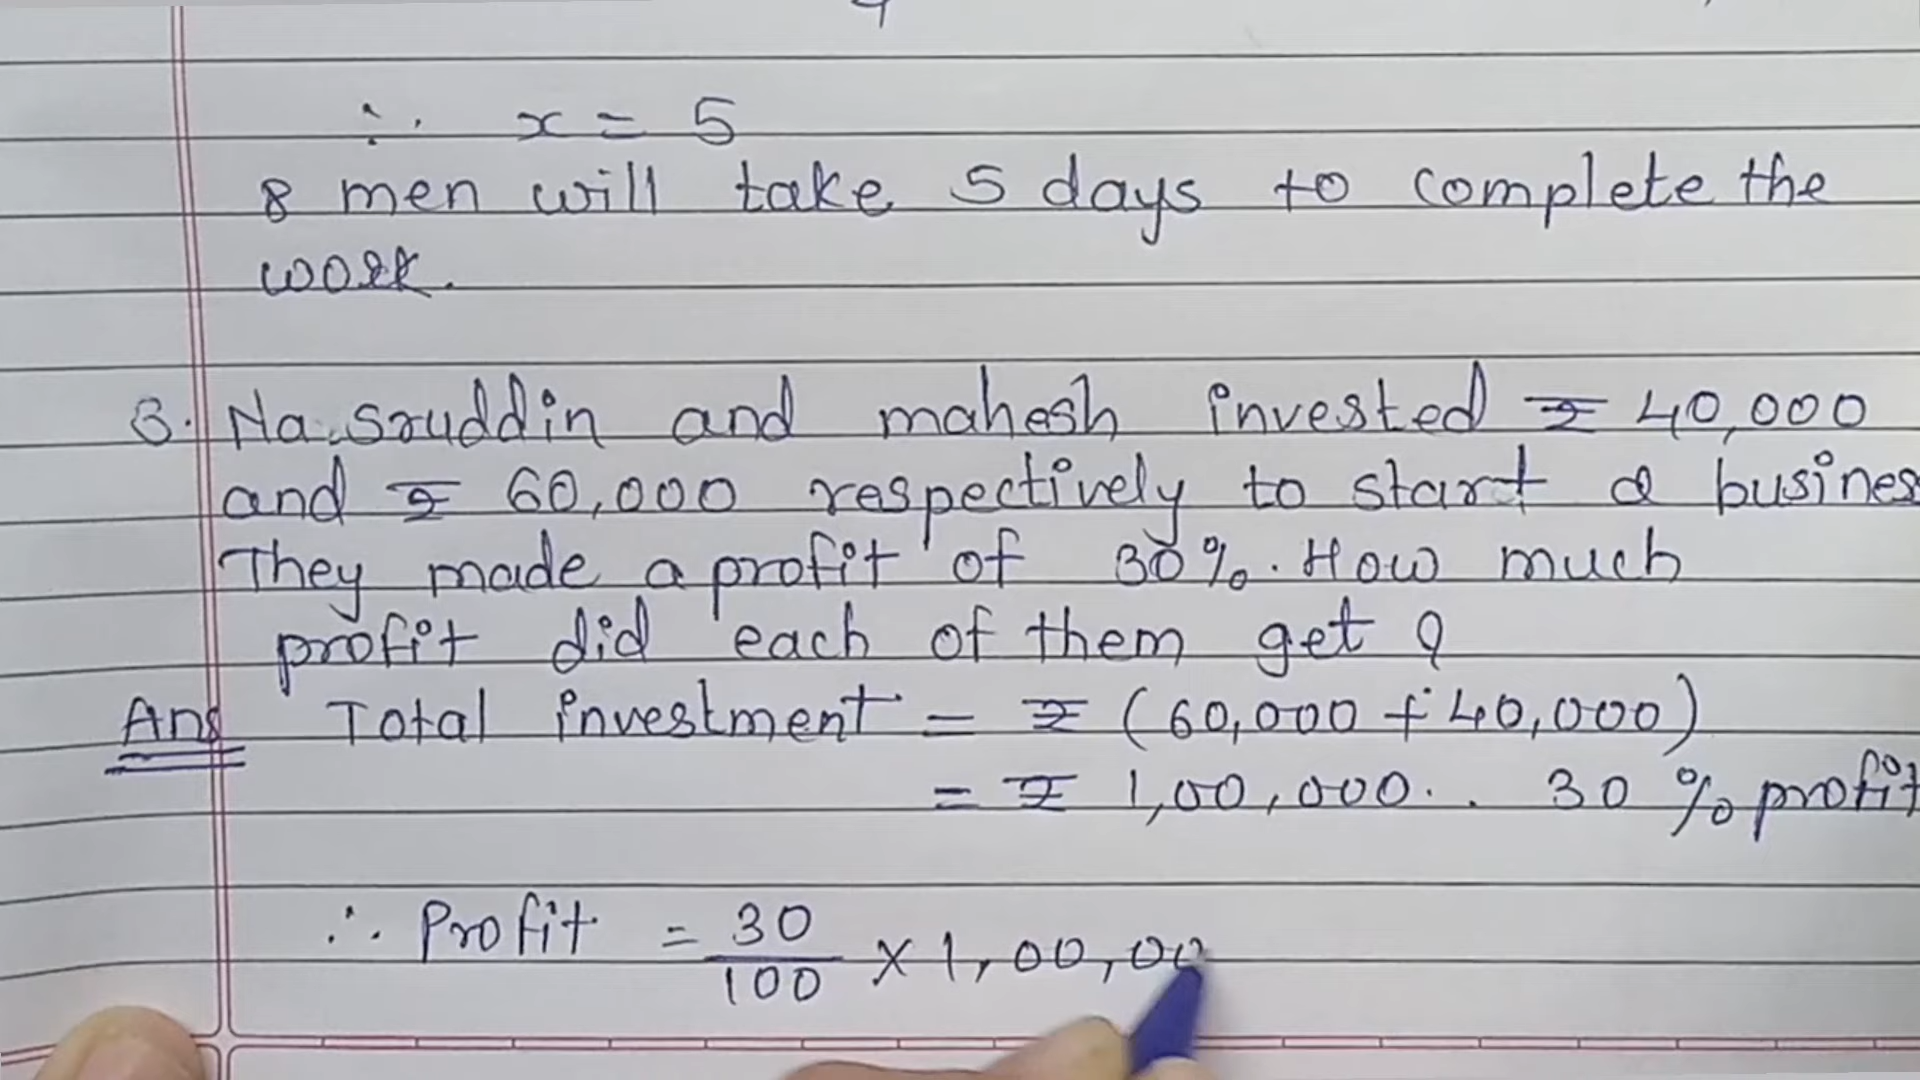 ∴ x = 5
8 men will take 5 days to complete the
work.
3. Nasruddin and mahesh invested ₹ 40,000
and ₹ 60,000 respectively to start a busines
They made a profit of 30%. How much
profit did each of them get ?
Ans Total investment = ₹ (60,000 + 40,000)
= ₹ 1,00,000. . 30 % profit
∴ Profit = 30/100 × 1,00,00